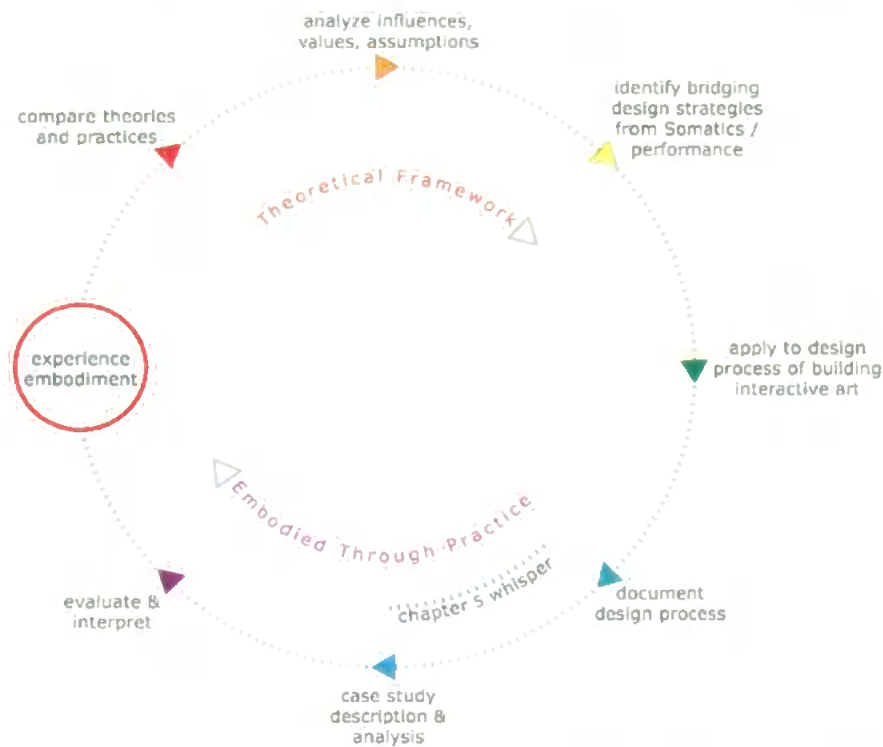 analyze influences,
values, assumptions
identify bridging
design strategies
from Somatics /
performance
compare theories
and practices
Theoretical Framework
experience
embodiment
apply to design
process of building
interactive art
Embodied Through Practice
chapter 5 whisper
document
design process
evaluate &
interpret
case study
description &
analysis